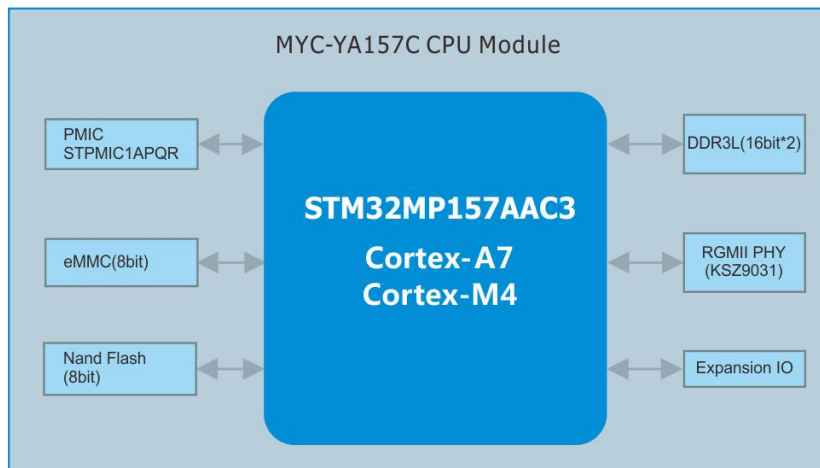 MYC-YA157C CPU Module
PMIC
STPMIC1APQR
eMMC(8bit)
Nand Flash
(8bit)
STM32MP157AAC3
Cortex-A7
Cortex-M4
DDR3L(16bit*2)
RGMII PHY
(KSZ9031)
Expansion IO